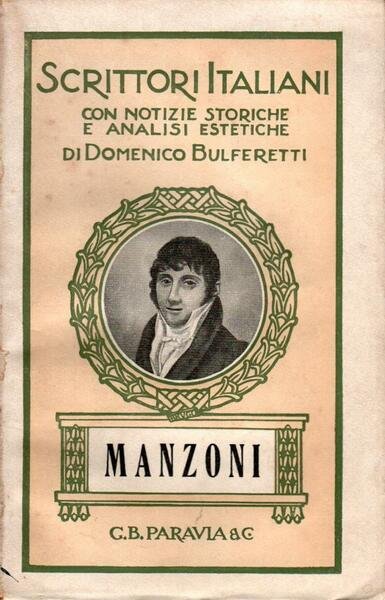 SCRITTORI ITALIANI
CON NOTIZIE STORICHE
E ANALISI ESTETICHE
DI DOMENICO BULFERETTI
MANZONI
G. B. PARAVIA & C.